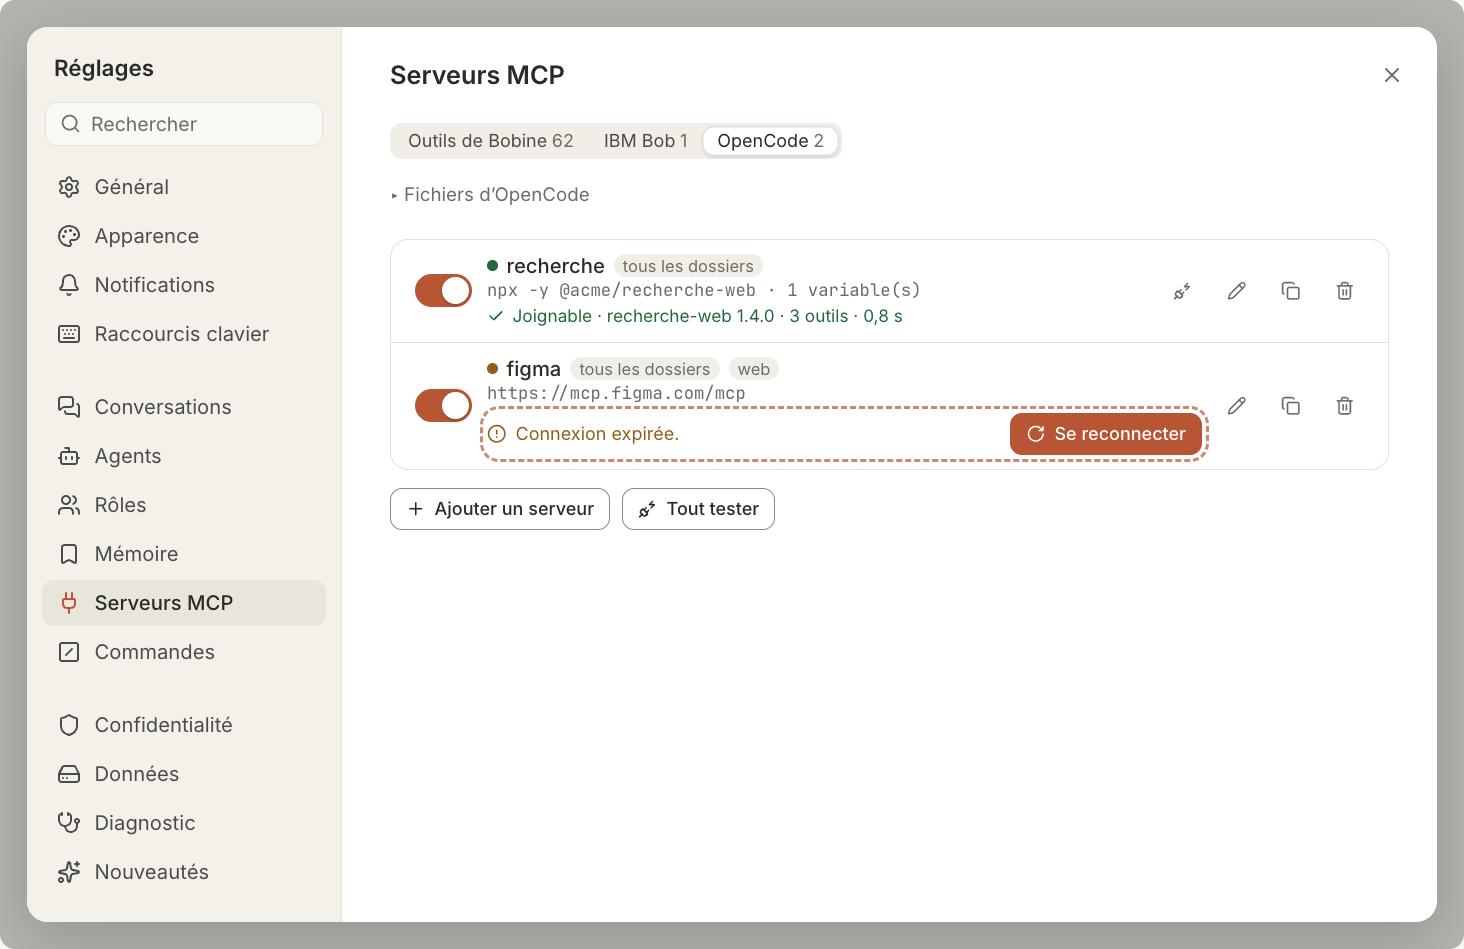 Réglages
Rechercher
Général
Apparence
Notifications
Raccourcis clavier
Conversations
Agents
Rôles
Mémoire
Serveurs MCP
Commandes
Confidentialité
Données
Diagnostic
Nouveautés
Serveurs MCP
Outils de Bobine 62 IBM Bob 1 OpenCode 2
Fichiers d’OpenCode
recherche tous les dossiers
npx -y @acme/recherche-web · 1 variable(s)
Joignable · recherche-web 1.4.0 · 3 outils · 0,8 s
figma tous les dossiers web
https://mcp.figma.com/mcp
Connexion expirée. Se reconnecter
Ajouter un serveur Tout tester